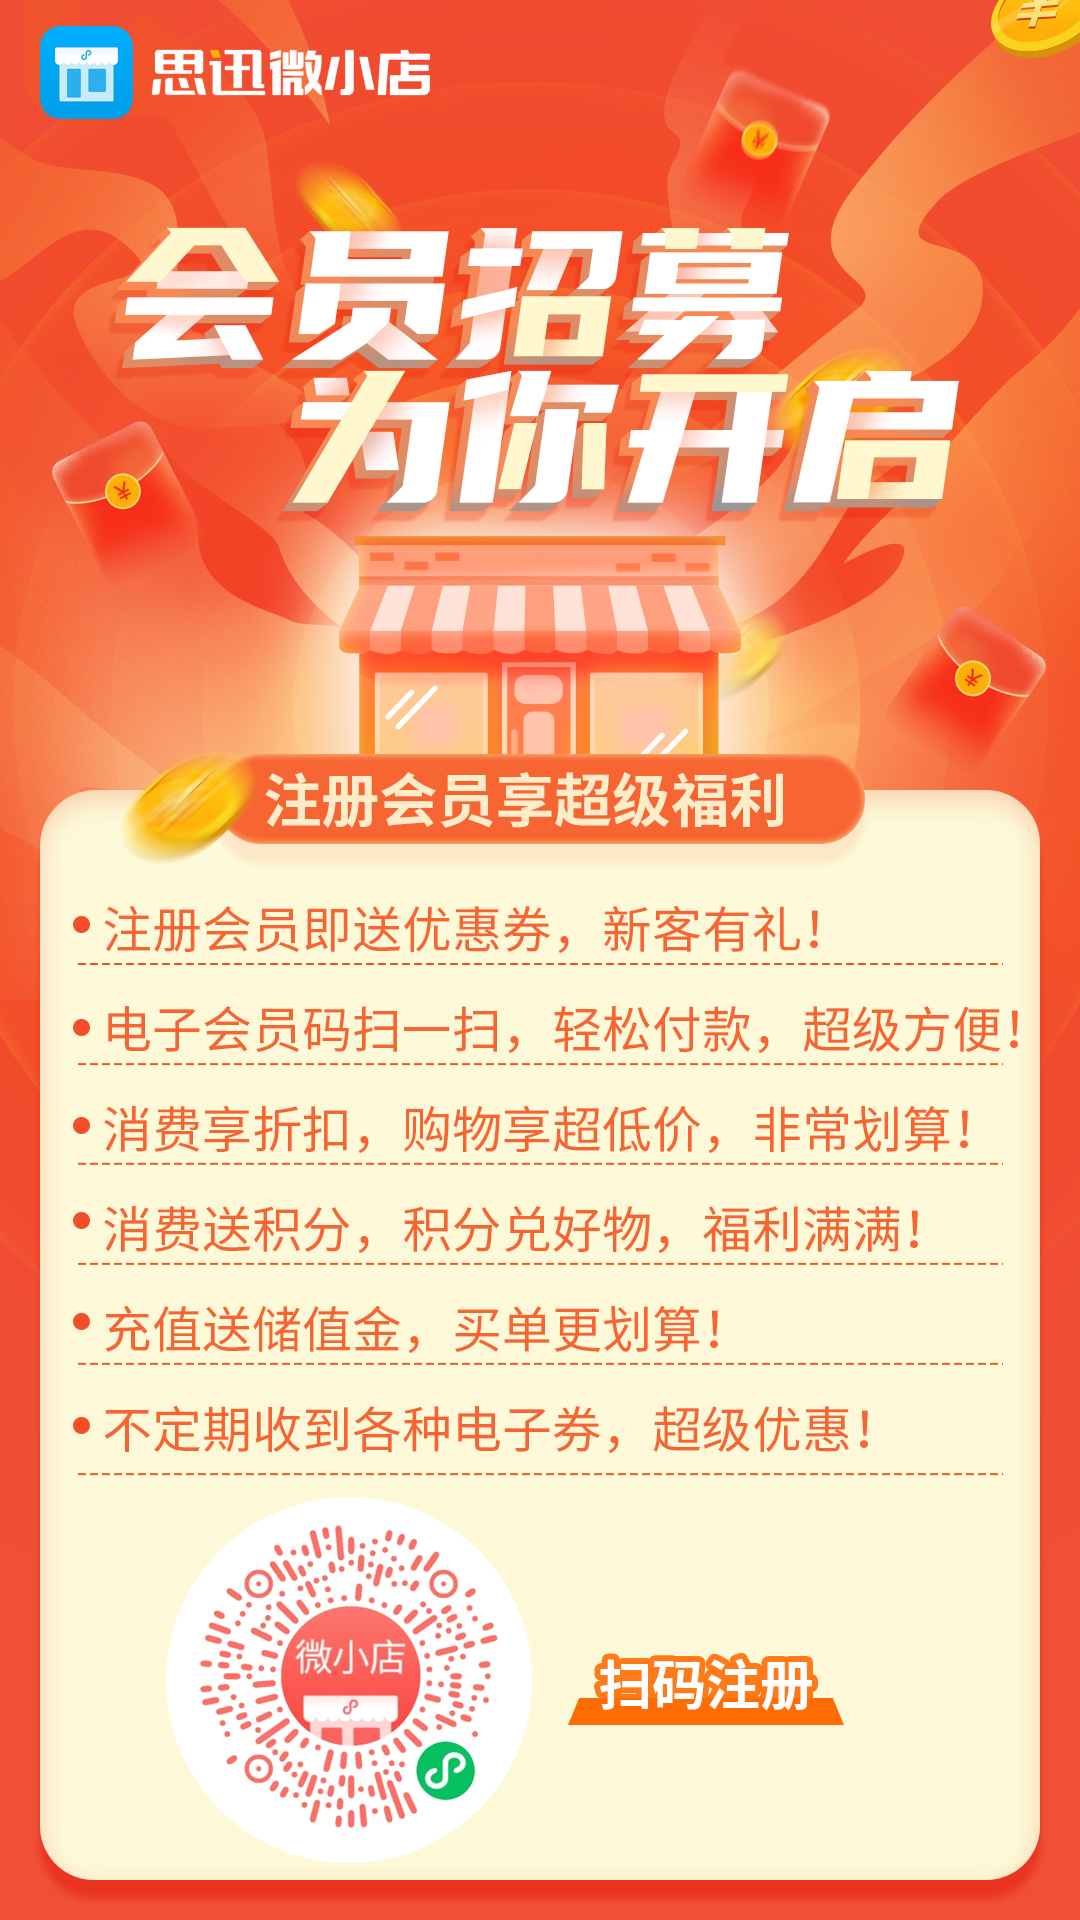 思迅微小店
会员招募
为你开启
注册会员享超级福利
注册会员即送优惠券，新客有礼！
电子会员码扫一扫，轻松付款，超级方便！
消费享折扣，购物享超低价，非常划算！
消费送积分，积分兑好物，福利满满！
充值送储值金，买单更划算！
不定期收到各种电子券，超级优惠！
微小店
扫码注册